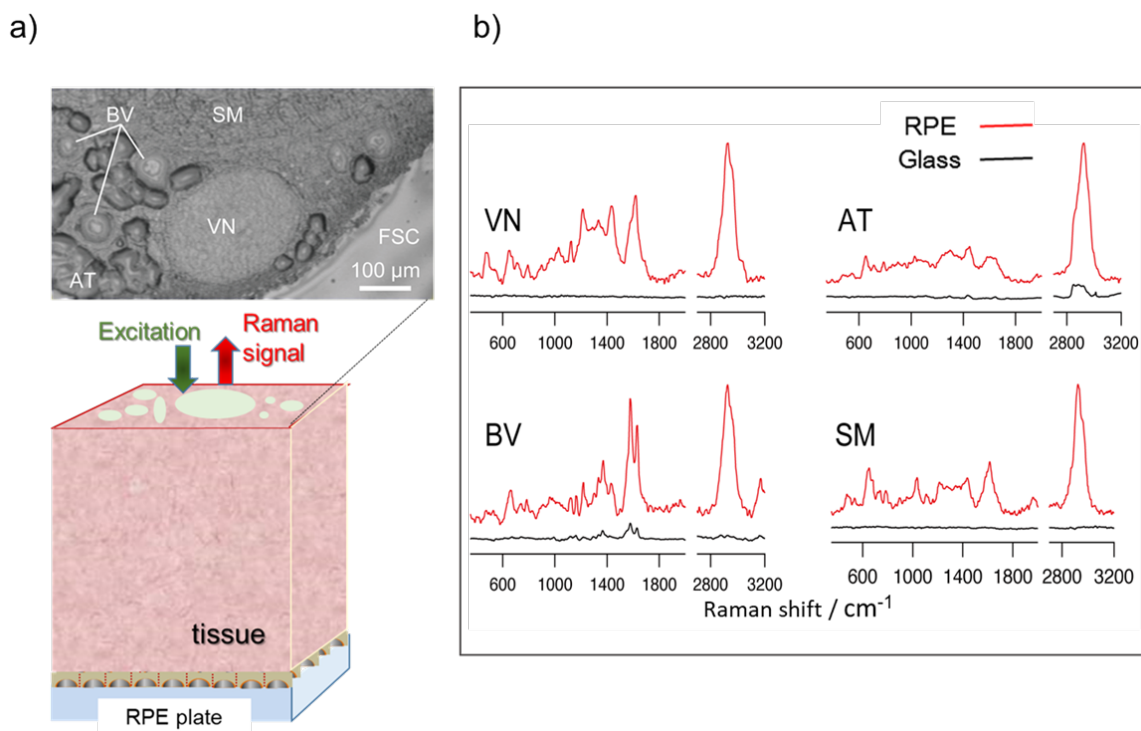 a)
BV
SM
VN
FSC
AT
100 μm
Excitation
Raman
signal
tissue
RPE plate
b)
RPE
Glass
VN
600 1000 1400 1800 2800 3200
AT
600 1000 1400 1800 2800 3200
BV
600 1000 1400 1800 2800 3200
SM
600 1000 1400 1800 2800 3200
Raman shift / cm⁻¹